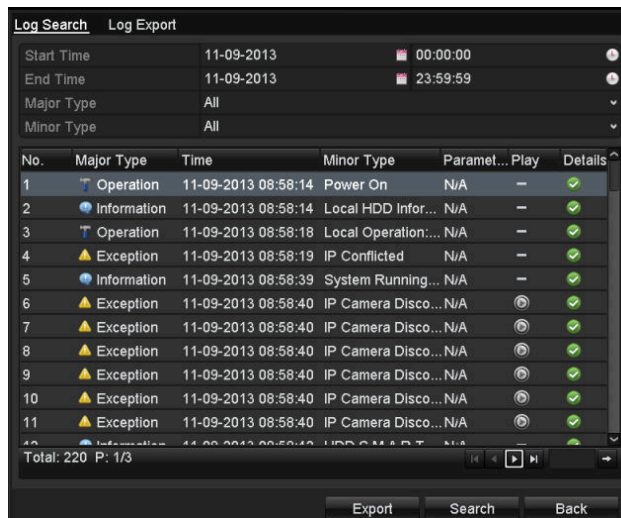 Log Search Log Export
Start Time 11-09-2013 00:00:00
End Time 11-09-2013 23:59:59
Major Type All
Minor Type All
No. Major Type Time Minor Type Paramet... Play Details
1 Operation 11-09-2013 08:58:14 Power On N/A –
2 Information 11-09-2013 08:58:14 Local HDD Infor... N/A –
3 Operation 11-09-2013 08:58:18 Local Operation:... N/A –
4 Exception 11-09-2013 08:58:19 IP Conflicted N/A –
5 Information 11-09-2013 08:58:39 System Running... N/A –
6 Exception 11-09-2013 08:58:40 IP Camera Disco... N/A
7 Exception 11-09-2013 08:58:40 IP Camera Disco... N/A
8 Exception 11-09-2013 08:58:40 IP Camera Disco... N/A
9 Exception 11-09-2013 08:58:40 IP Camera Disco... N/A
10 Exception 11-09-2013 08:58:40 IP Camera Disco... N/A
11 Exception 11-09-2013 08:58:40 IP Camera Disco... N/A
Total: 220 P: 1/3
Export Search Back